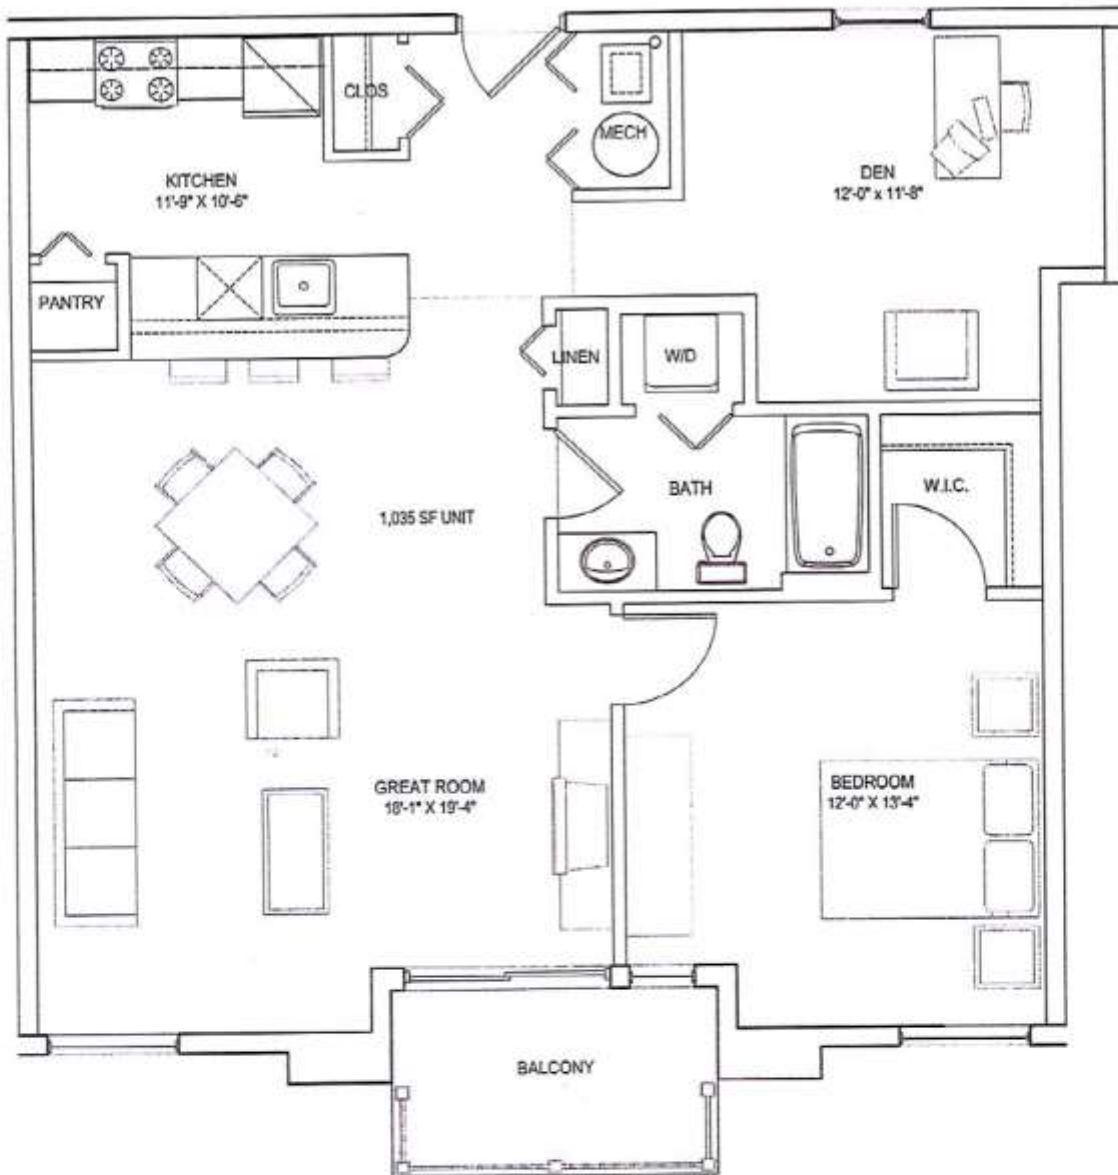 CLOS
MECH
KITCHEN
11'-9" X 10'-6"
DEN
12'-0" x 11'-8"
PANTRY
LINEN
W/D
BATH
W.I.C.
1,035 SF UNIT
GREAT ROOM
18'-1" X 19'-4"
BEDROOM
12'-0" X 13'-4"
BALCONY